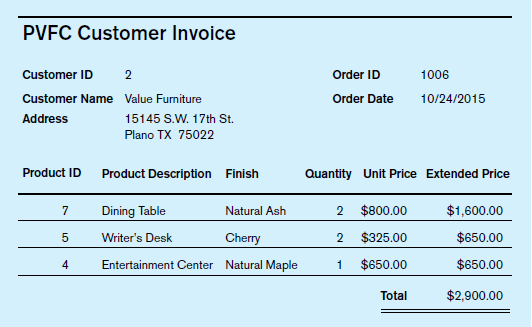 PVFC Customer Invoice
Customer ID 2 Order ID 1006
Customer Name Value Furniture Order Date 10/24/2015
Address 15145 S.W. 17th St.
Plano TX 75022
Product ID Product Description Finish Quantity Unit Price Extended Price
7 Dining Table Natural Ash 2 $800.00 $1,600.00
5 Writer's Desk Cherry 2 $325.00 $650.00
4 Entertainment Center Natural Maple 1 $650.00 $650.00
Total $2,900.00